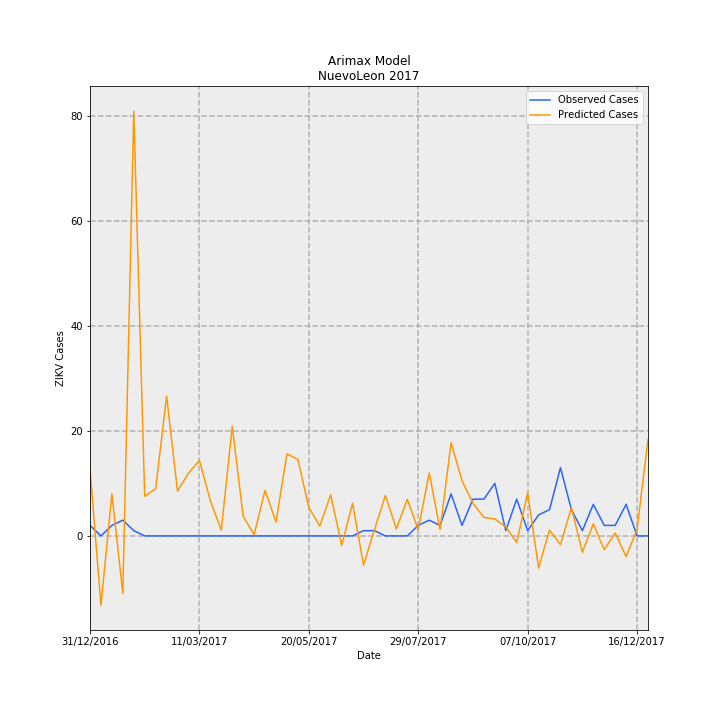 Arimax Model
NuevoLeon 2017
Observed Cases
Predicted Cases
80
60
40
20
0
ZIKV Cases
31/12/2016
11/03/2017
20/05/2017
29/07/2017
07/10/2017
16/12/2017
Date